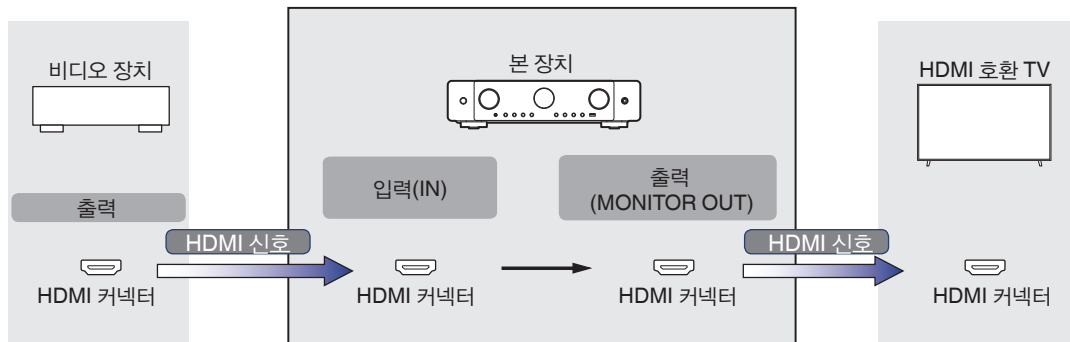 비디오 장치
본 장치
HDMI 호환 TV
출력
입력(IN)
출력
(MONITOR OUT)
HDMI 신호
HDMI 신호
HDMI 커넥터
HDMI 커넥터
HDMI 커넥터
HDMI 커넥터